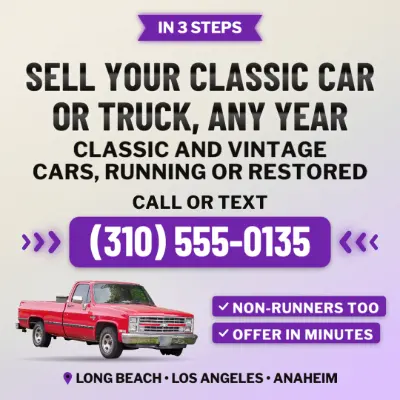 IN 3 STEPS
SELL YOUR CLASSIC CAR
OR TRUCK, ANY YEAR
CLASSIC AND VINTAGE
CARS, RUNNING OR RESTORED
CALL OR TEXT
(310) 555-0135
NON-RUNNERS TOO
OFFER IN MINUTES
LONG BEACH • LOS ANGELES • ANAHEIM